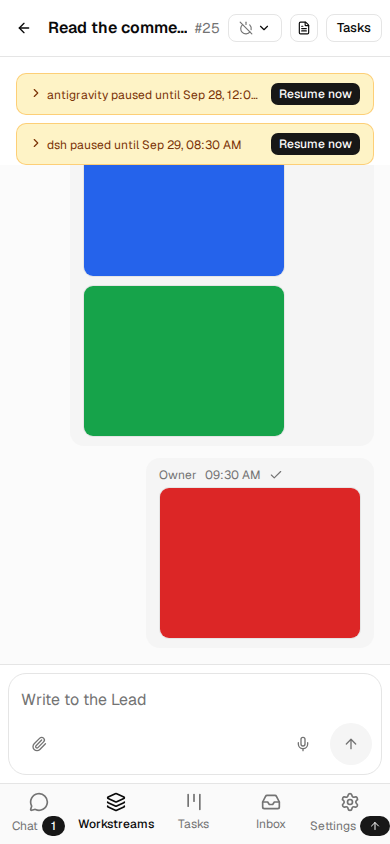 Read the comme... #25 Tasks
antigravity paused until Sep 28, 12:0... Resume now
dsh paused until Sep 29, 08:30 AM Resume now
Owner 09:30 AM
Write to the Lead
Chat 1 Workstreams Tasks Inbox Settings